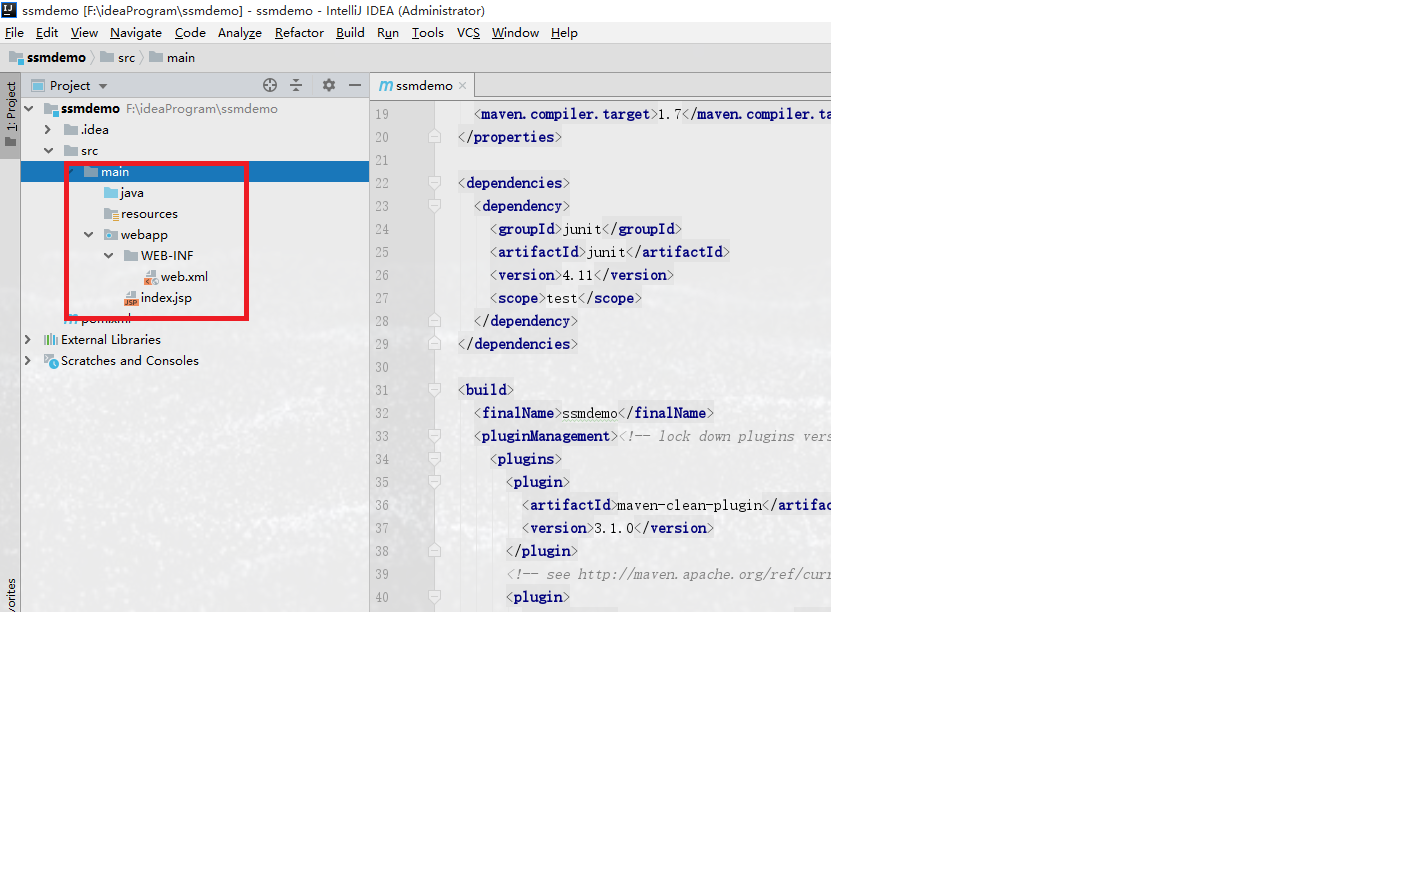 ssmdemo [F:\ideaProgram\ssmdemo] - ssmdemo - IntelliJ IDEA (Administrator)
File Edit View Navigate Code Analyze Refactor Build Run Tools VCS Window Help
ssmdemo src main
1: Project
Project
ssmdemo F:\ideaProgram\ssmdemo
.idea
src
main
java
resources
webapp
WEB-INF
web.xml
index.jsp
pom.xml
External Libraries
Scratches and Consoles
vorites
ssmdemo
19 <maven.compiler.target>1.7</maven.compiler.ta
20 </properties>
21
22 <dependencies>
23 <dependency>
24 <groupId>junit</groupId>
25 <artifactId>junit</artifactId>
26 <version>4.11</version>
27 <scope>test</scope>
28 </dependency>
29 </dependencies>
30
31 <build>
32 <finalName>ssmdemo</finalName>
33 <pluginManagement><!-- lock down plugins vers
34 <plugins>
35 <plugin>
36 <artifactId>maven-clean-plugin</artifac
37 <version>3.1.0</version>
38 </plugin>
39 <!-- see http://maven.apache.org/ref/curr
40 <plugin>